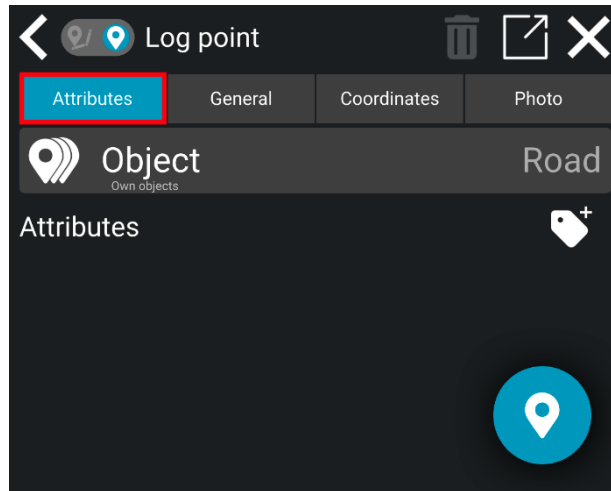 Log point
Attributes General Coordinates Photo
Object Road
Own objects
Attributes